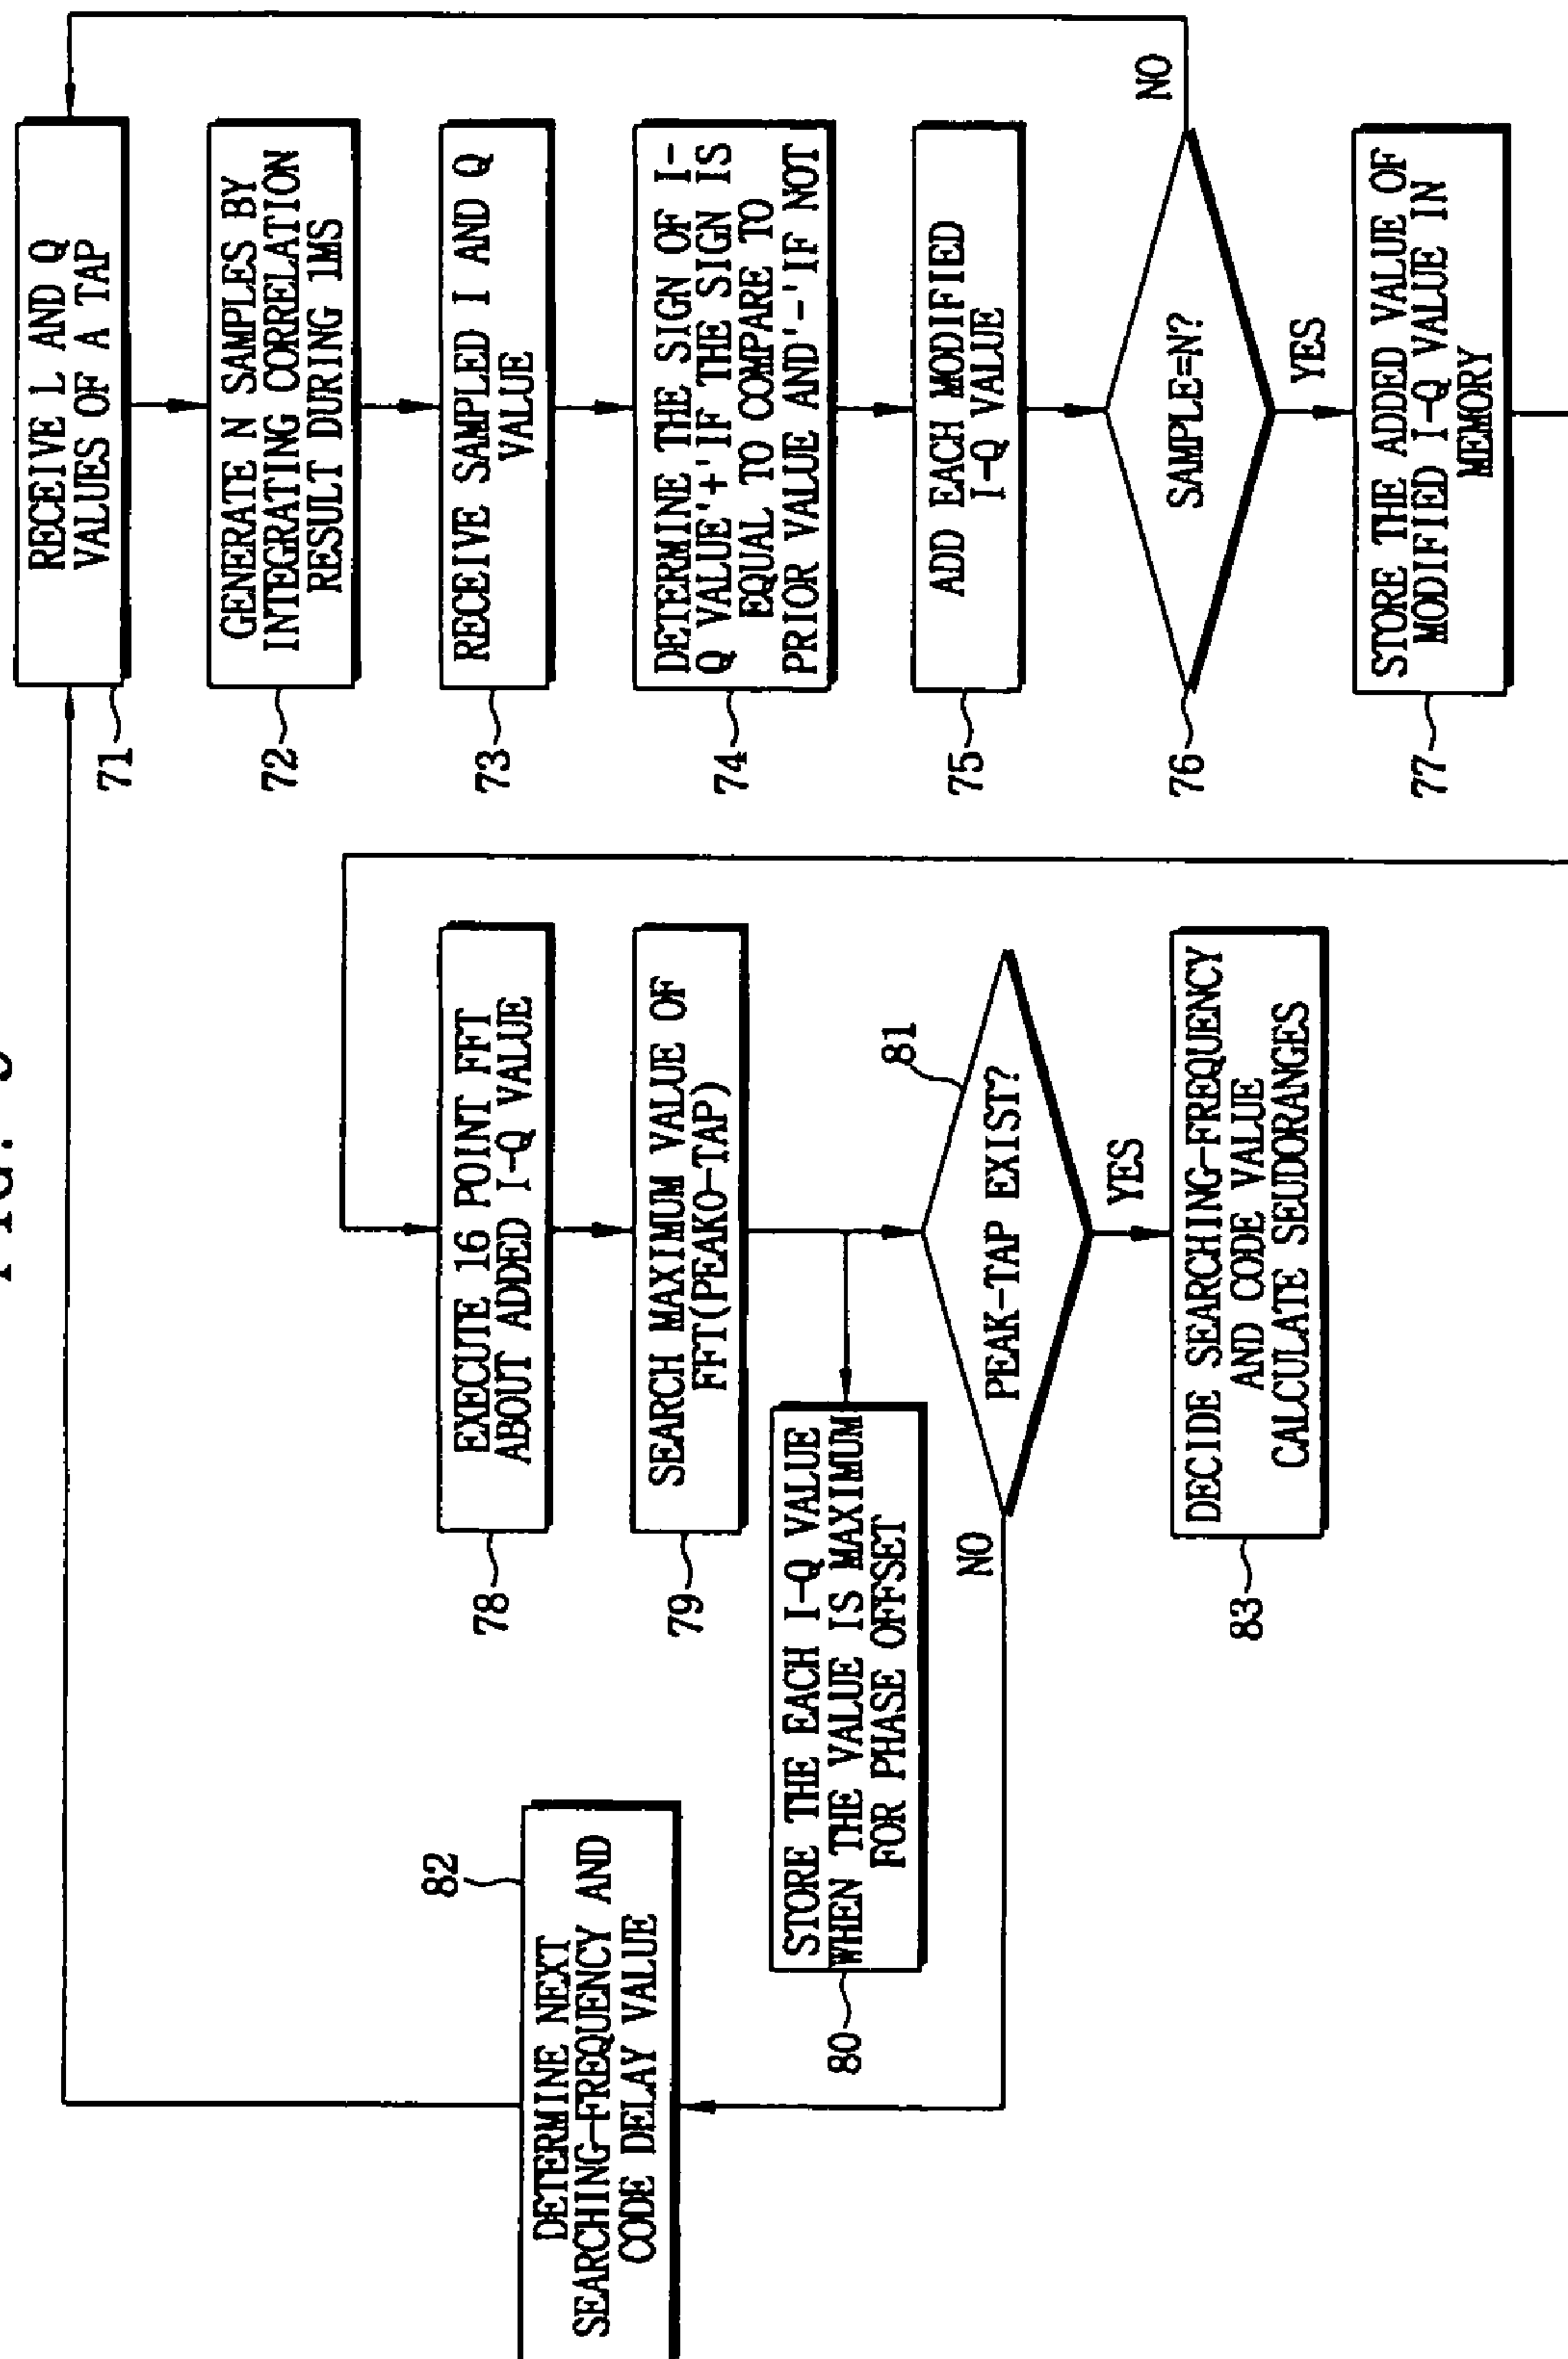 RECEIVE L AND Q
VALUES OF A TAP
71
GENERATE N SAMPLES BY
INTEGRATING CORRELATION
RESULT DURING 1MS
72
RECEIVE SAMPLED I AND Q
VALUE
73
DETERMINE THE SIGN OF I-
Q VALUE'+'IF THE SIGN IS
EQUAL TO COMPARE TO
PRIOR VALUE AND'-'IF NOT
74
ADD EACH MODIFIED
I-Q VALUE
75
SAMPLE=N?
76
NO
YES
STORE THE ADDED VALUE OF
MODIFIED I-Q VALUE IN
MEMORY
77
EXECUTE 16 POINT FFT
ABOUT ADDED I-Q VALUE
78
SEARCH MAXIMUM VALUE OF
FFT(PEAKO-TAP)
79
STORE THE EACH I-Q VALUE
WHEN THE VALUE IS MAXIMUM
FOR PHASE OFFSET
80
PEAK-TAP EXIST?
81
NO
YES
DETERMINE NEXT
SEARCHING-FREQUENCY AND
CODE DELAY VALUE
82
DECIDE SEARCHING-FREQUENCY
AND CODE VALUE
CALCULATE SEUDORANGES
83